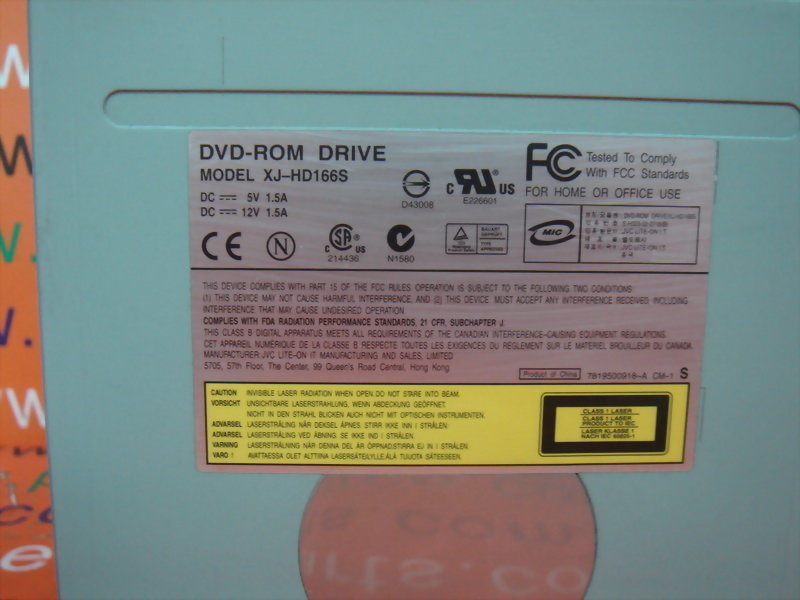 DVD-ROM DRIVE
MODEL XJ-HD166S
DC 5V 1.5A
DC 12V 1.5A
D43008
C RU US
E226601
FC Tested To Comply
With FCC Standards
FOR HOME OR OFFICE USE
CE
N
C SA US
214436
N1580
BAUART GEPRÜFT
TYPE APPROVED
MIC
THIS DEVICE COMPLIES WITH PART 15 OF THE FCC RULES OPERATION IS SUBJECT TO THE FOLLOWING TWO CONDITIONS:
(1) THIS DEVICE MAY NOT CAUSE HARMFUL INTERFERENCE, AND (2) THIS DEVICE MUST ACCEPT ANY INTERFERENCE RECEIVED INCLUDING
INTERFERENCE THAT MAY CAUSE UNDESIRED OPERATION
COMPLIES WITH FDA RADIATION PERFORMANCE STANDARDS, 21 CFR, SUBCHAPTER J.
THIS CLASS B DIGITAL APPARATUS MEETS ALL REQUIREMENTS OF THE CANADIAN INTERFERENCE-CAUSING EQUIPMENT REGULATIONS.
CET APPAREIL NUMÉRIQUE DE LA CLASSE B RESPECTE TOUTES LES EXIGENCES DU REGLEMENT SUR LE MATERIEL BROUILLEUR DU CANADA.
MANUFACTURER: JVC LITE-ON IT MANUFACTURING AND SALES, LIMITED
5705, 57th Floor, The Center, 99 Queen's Road Central, Hong Kong
Product of China 7819500918-A CM-1 S
CAUTION INVISIBLE LASER RADIATION WHEN OPEN.DO NOT STARE INTO BEAM.
VORSICHT UNSICHTBARE LASERSTRAHLUNG, WENN ABDECKUNG GEÖFFNET.
NICHT IN DEN STRAHL BLICKEN AUCH NICHT MIT OPTISCHEN INSTRUMENTEN.
ADVARSEL LASERSTRÅLING NÅR DEKSEL ÅPNES. STIRR IKKE INN I STRÅLEN.
ADVARSEL LASERSTRÅLING VED ÅBNING. SE IKKE IND I STRÅLEN.
VARNING LASERSTRÅLNING NÄR DENNA DEL ÄR ÖPPNAD,STIRRA EJ IN I STRÅLEN.
VARO! AVATTAESSA OLET ALTTIINA LASERSÄTEILYLLE.ÄLÄ TUIJOTA SÄTEESEEN.
CLASS 1 LASER
CLASS 1 LASER
PRODUCT TO IEC
LASER KLASSE 1
NACH IEC 60825-1